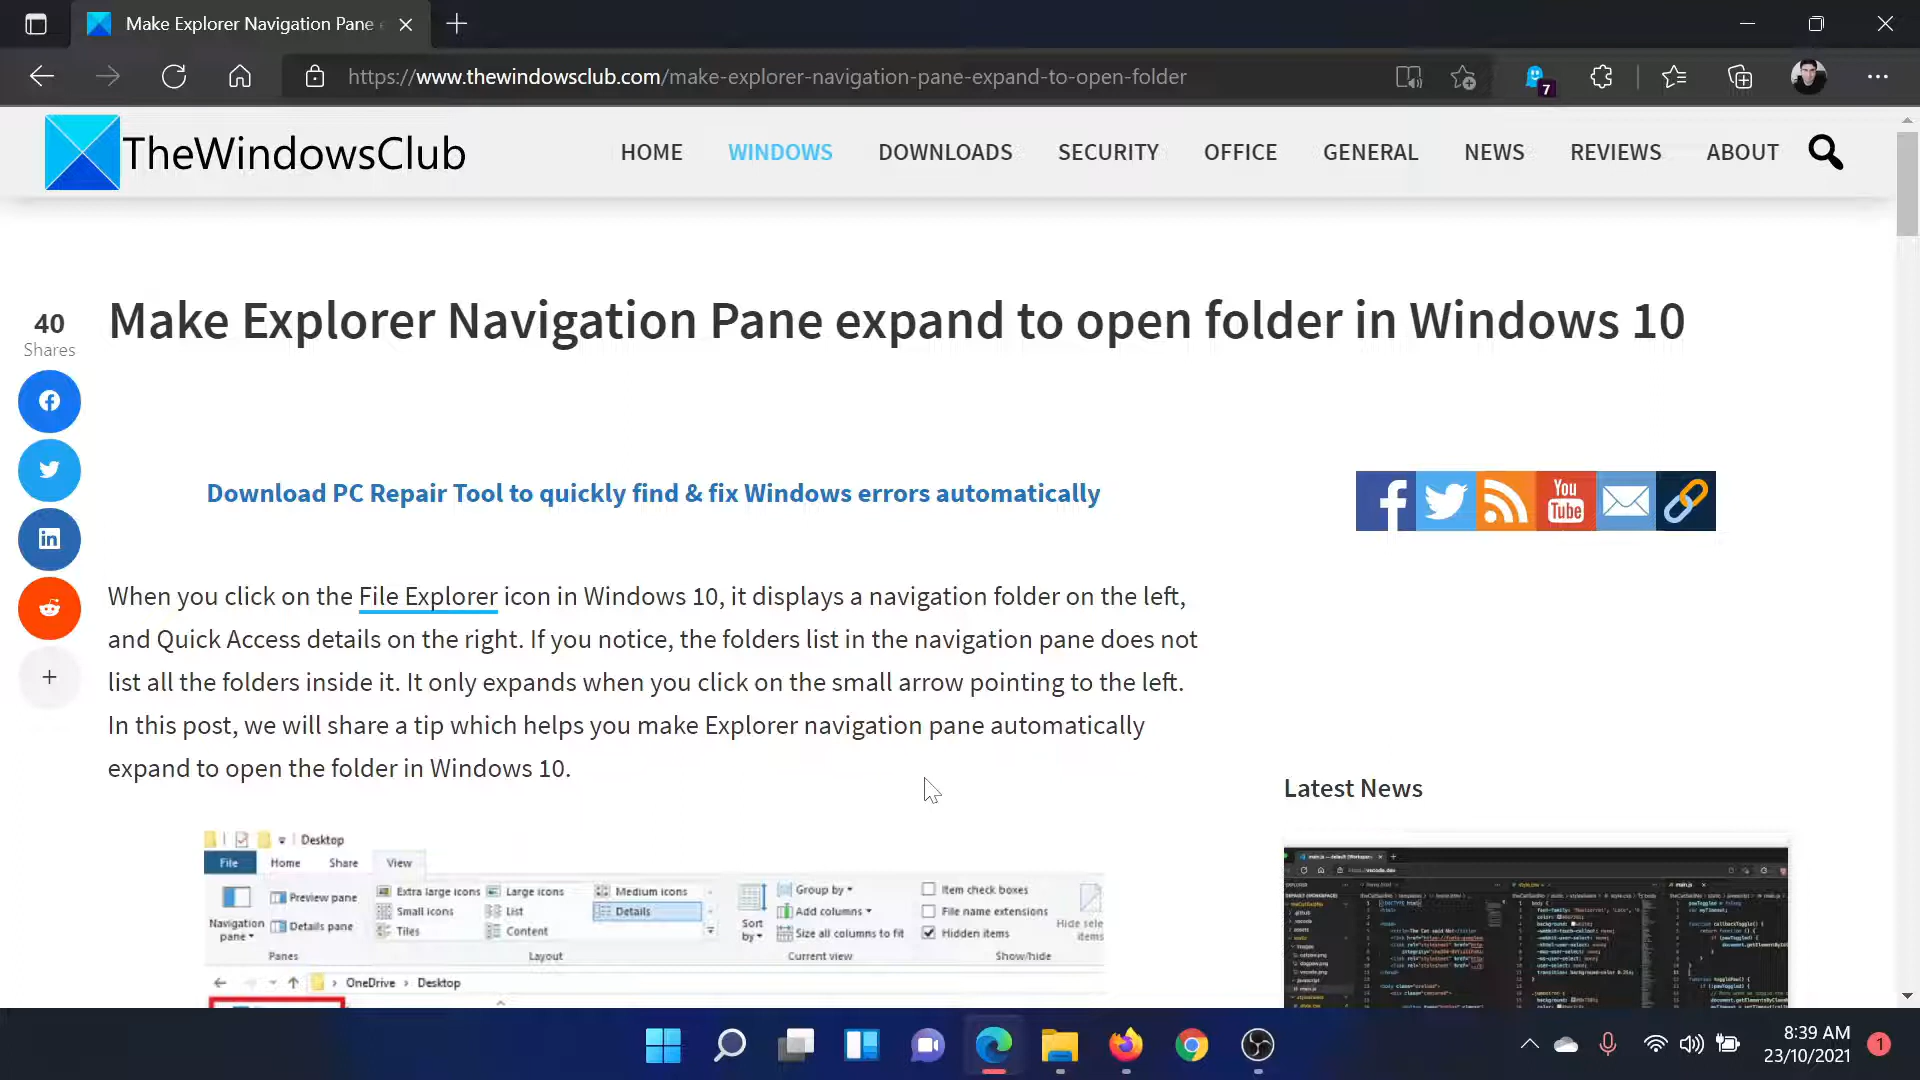 Make Explorer Navigation Pane
https://www.thewindowsclub.com/make-explorer-navigation-pane-expand-to-open-folder
7
TheWindowsClub
HOME
WINDOWS
DOWNLOADS
SECURITY
OFFICE
GENERAL
NEWS
REVIEWS
ABOUT
Make Explorer Navigation Pane expand to open folder in Windows 10
40
Shares
Download PC Repair Tool to quickly find & fix Windows errors automatically
You
Tube
When you click on the File Explorer icon in Windows 10, it displays a navigation folder on the left,
and Quick Access details on the right. If you notice, the folders list in the navigation pane does not
list all the folders inside it. It only expands when you click on the small arrow pointing to the left.
In this post, we will share a tip which helps you make Explorer navigation pane automatically
expand to open the folder in Windows 10.
Latest News
Desktop
File
Home
Share
View
Navigation
pane
Preview pane
Details pane
Panes
Extra large icons
Large icons
Medium icons
Small icons
List
Details
Tiles
Content
Layout
Sort
by
Group by
Add columns
Size all columns to fit
Current view
Item check boxes
File name extensions
Hidden items
Hide sele
items
Show/hide
OneDrive › Desktop
8:39 AM
23/10/2021
1